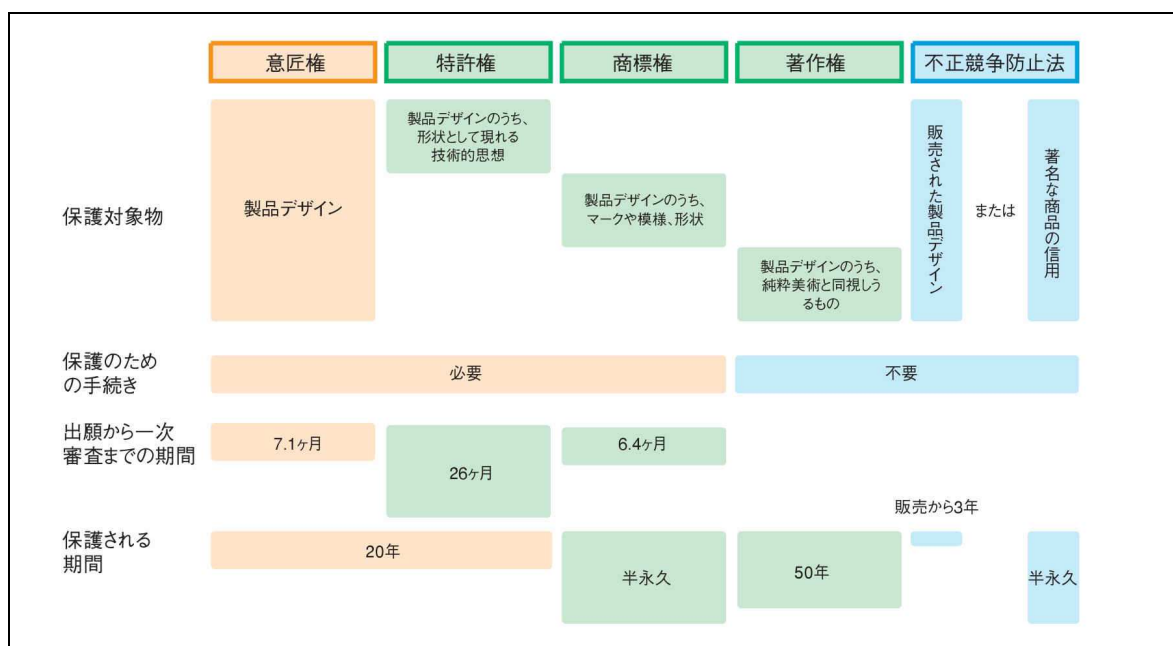 意匠権
特許権
商標権
著作権
不正競争防止法
保護対象物
製品デザイン
製品デザインのうち、
形状として現れる
技術的思想
製品デザインのうち、
マークや模様、形状
製品デザインのうち、
純粋美術と同視しう
るもの
販売された製品デザイン
または
著名な商品の信用
保護のため
の手続き
必要
不要
出願から一次
審査までの期間
7.1ヶ月
26ヶ月
6.4ヶ月
保護される
期間
20年
半永久
50年
販売から3年
半永久